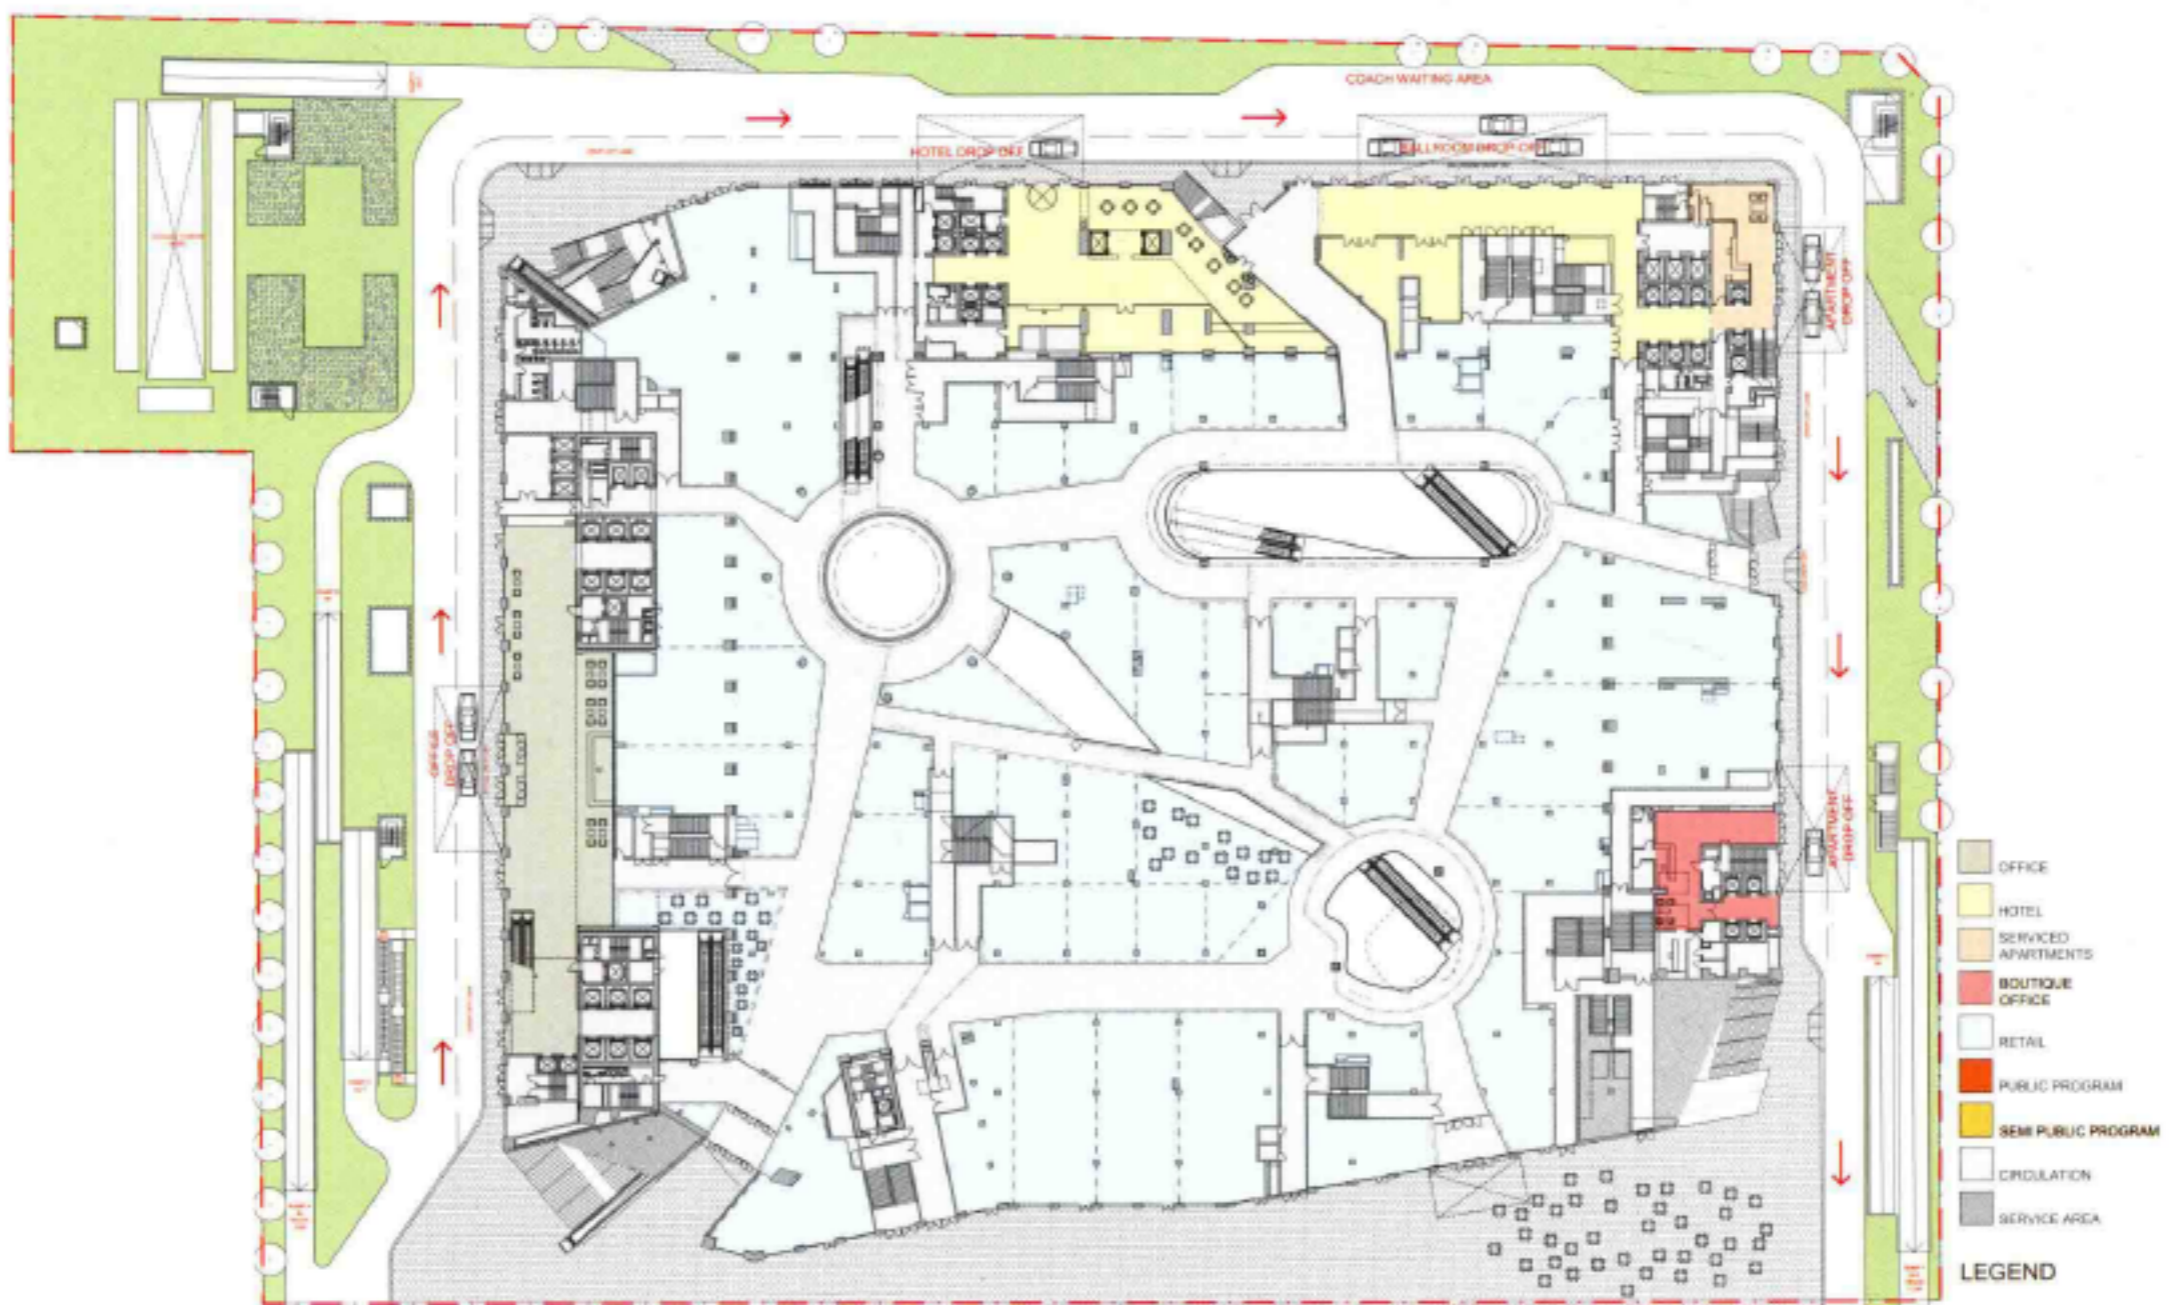 COACH WAITING AREA
HOTEL DROP OFF
BALLROOM DROP OFF
APARTMENT
DROP OFF
OFFICE
DROP OFF
APARTMENT
DROP OFF
OFFICE
HOTEL
SERVICED
APARTMENTS
BOUTIQUE
OFFICE
RETAIL
PUBLIC PROGRAM
SEMI PUBLIC PROGRAM
CIRCULATION
SERVICE AREA
LEGEND